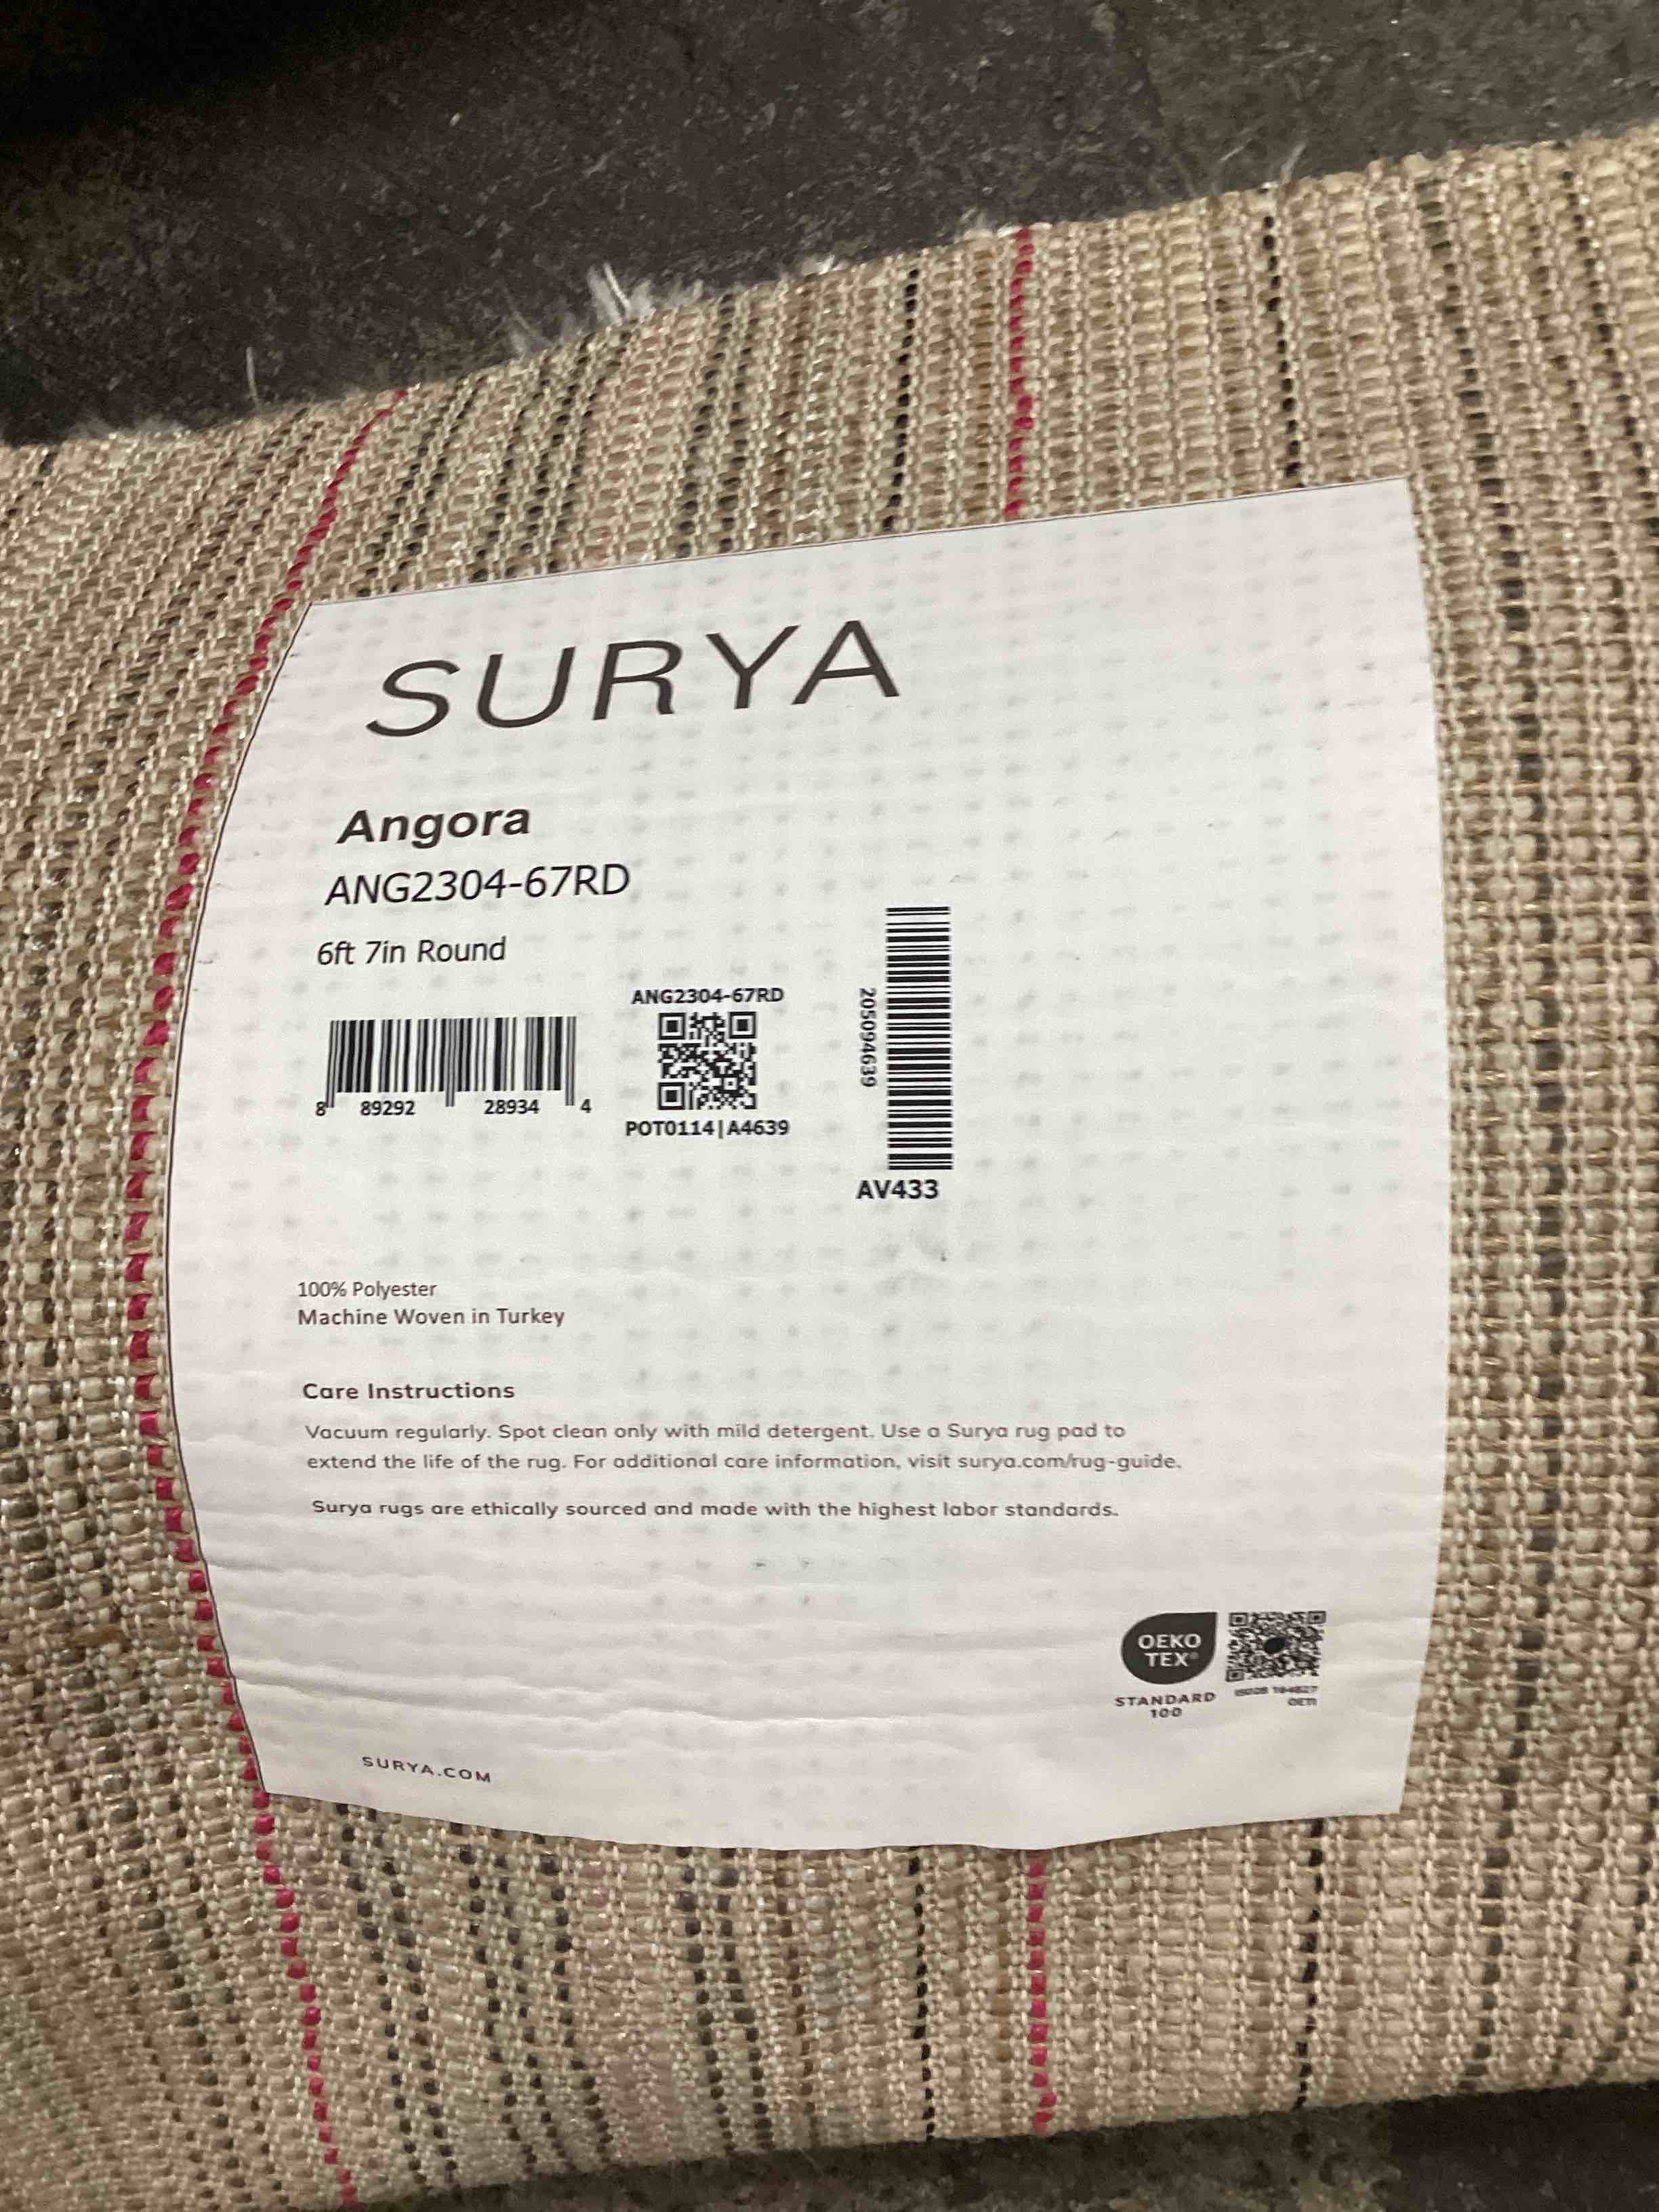 SURYA
Angora
ANG2304-67RD
6ft 7in Round
ANG2304-67RD
8 89292 28934 4
POT0114|A4639
205094639
AV433
100% Polyester
Machine Woven in Turkey
Care Instructions
Vacuum regularly. Spot clean only with mild detergent. Use a Surya rug pad to
extend the life of the rug. For additional care information, visit surya.com/rug-guide.
Surya rugs are ethically sourced and made with the highest labor standards.
OEKO
TEX®
STANDARD
100
SURYA.COM